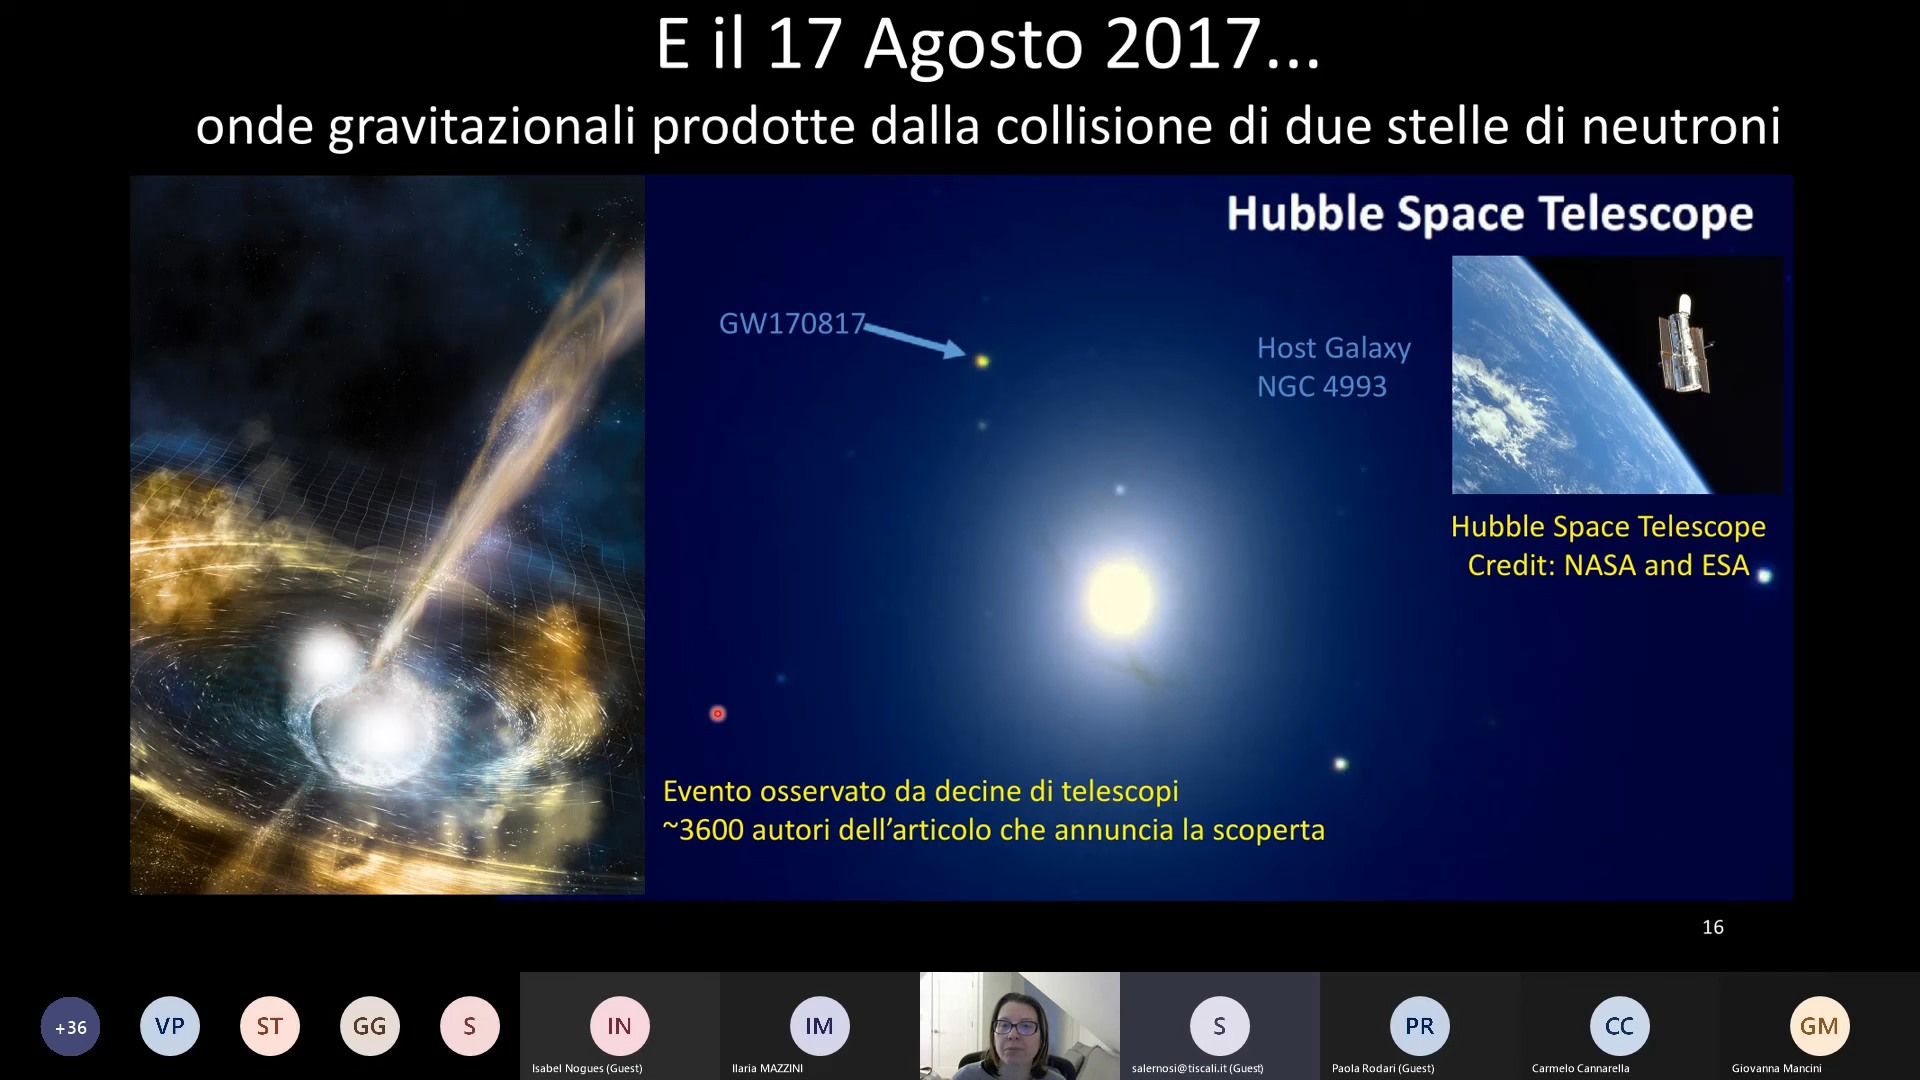 E il 17 Agosto 2017...
onde gravitazionali prodotte dalla collisione di due stelle di neutroni
Hubble Space Telescope
GW170817
Host Galaxy
NGC 4993
Hubble Space Telescope
Credit: NASA and ESA
Evento osservato da decine di telescopi
~3600 autori dell’articolo che annuncia la scoperta
16
+36
VP
ST
GG
S
IN
IM
S
PR
CC
GM
Isabel Nogues (Guest)
Ilaria MAZZINI
salernosi@tiscali.it (Guest)
Paola Rodari (Guest)
Carmelo Cannarella
Giovanna Mancini